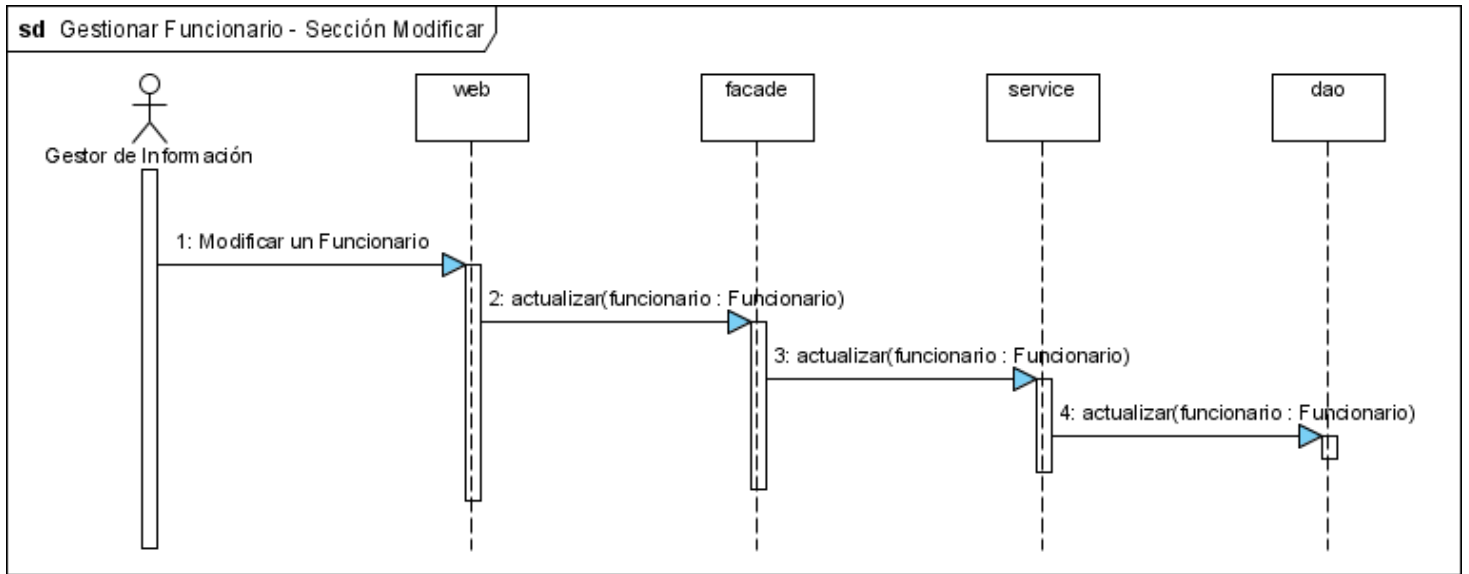 sd Gestionar Funcionario - Sección Modificar
web
facade
service
dao
Gestor de Información
1: Modificar un Funcionario
2: actualizar(funcionario : Funcionario)
3: actualizar(funcionario : Funcionario)
4: actualizar(funcionario : Funcionario)